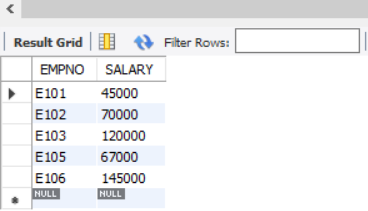 Result Grid Filter Rows:
EMPNO SALARY
E101 45000
E102 70000
E103 120000
E105 67000
E106 145000
NULL NULL